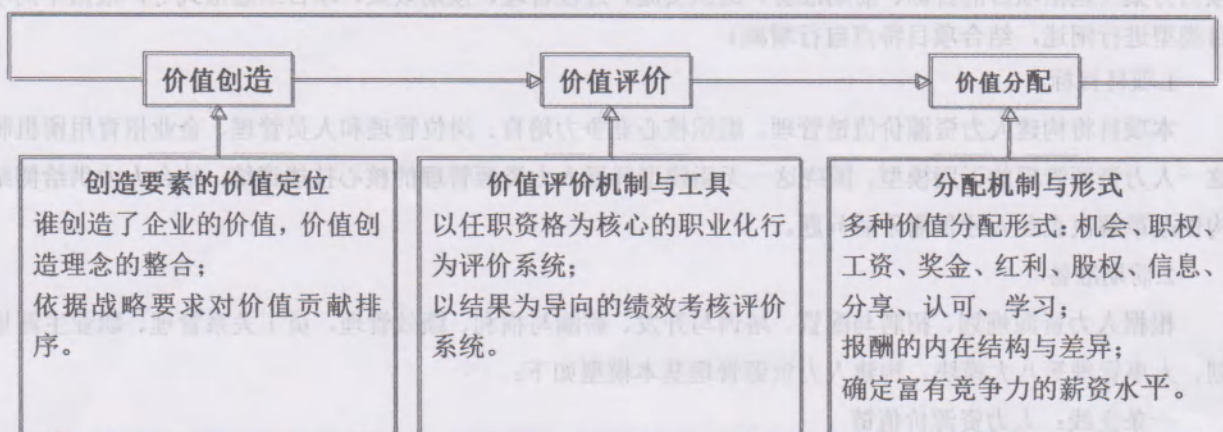 价值创造
价值评价
价值分配
创造要素的价值定位
谁创造了企业的价值，价值创
造理念的整合；
依据战略要求对价值贡献排
序。
价值评价机制与工具
以任职资格为核心的职业化行
为评价系统；
以结果为导向的绩效考核评价
系统。
分配机制与形式
多种价值分配形式：机会、职权、
工资、奖金、红利、股权、信息、
分享、认可、学习；
报酬的内在结构与差异；
确定富有竞争力的薪资水平。